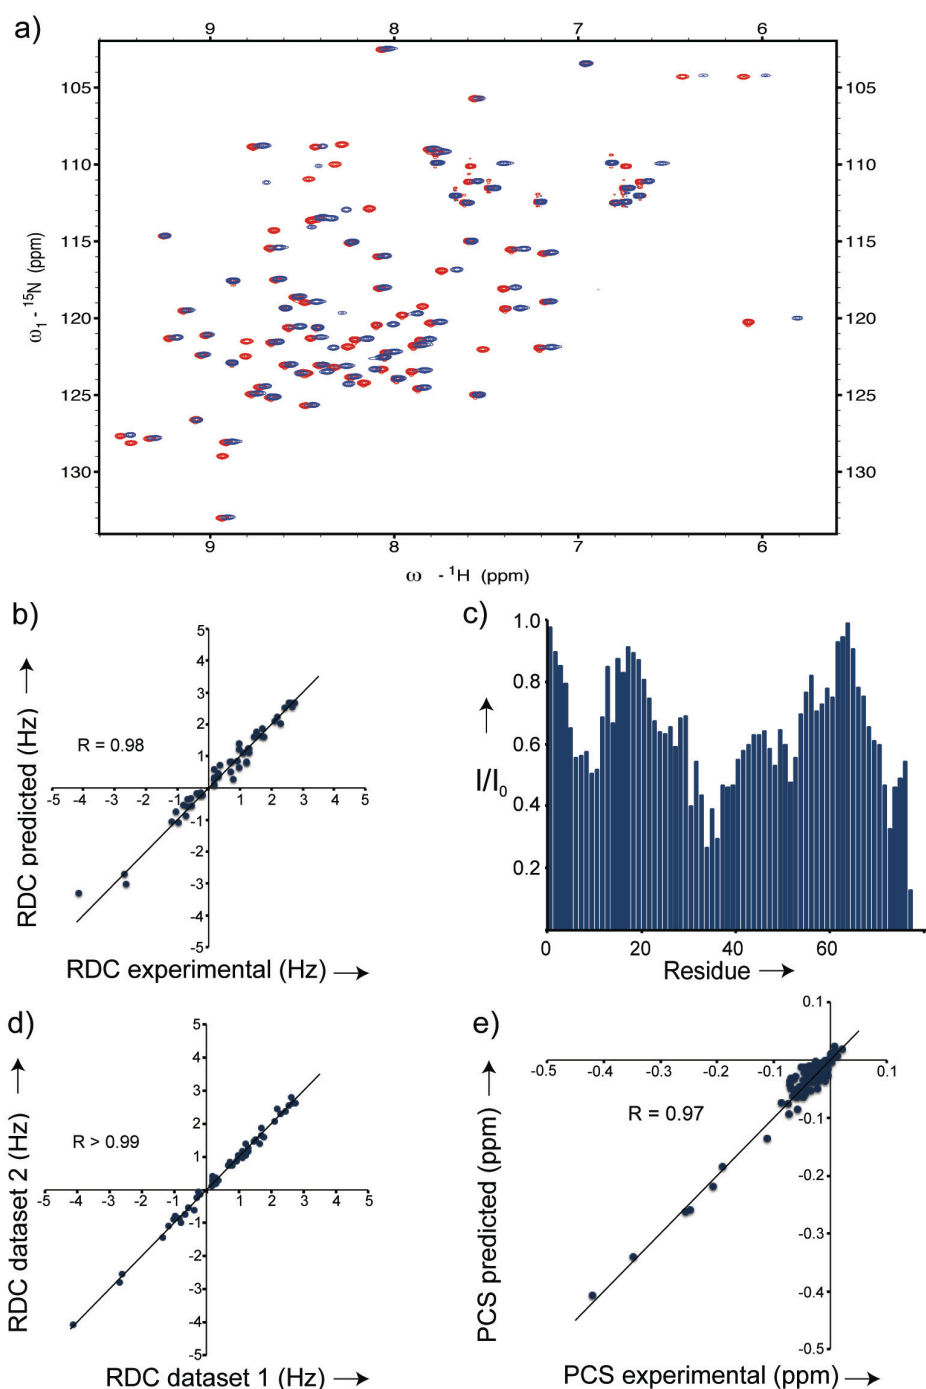 a)
9 8 7 6
105 105
110 110
115 115
120 120
125 125
130 130
9 8 7 6
ω₁ - ¹⁵N (ppm)
ω - ¹H (ppm)
b)
RDC predicted (Hz) →
5
4
3
2
1
R = 0.98
-5 -4 -3 -2 -1 0 1 2 3 4 5
-1
-2
-3
-4
-5
RDC experimental (Hz) →
c)
1.0
0.8
0.6
0.4
0.2
I/I₀ →
0 20 40 60
Residue →
d)
RDC dataset 2 (Hz) →
5
4
3
2
1
R > 0.99
-5 -4 -3 -2 -1 0 1 2 3 4 5
-1
-2
-3
-4
-5
RDC dataset 1 (Hz) →
e)
PCS predicted (ppm) →
0.1
-0.5 -0.4 -0.3 -0.2 -0.1 0.1
R = 0.97
-0.1
-0.2
-0.3
-0.4
-0.5
PCS experimental (ppm) →